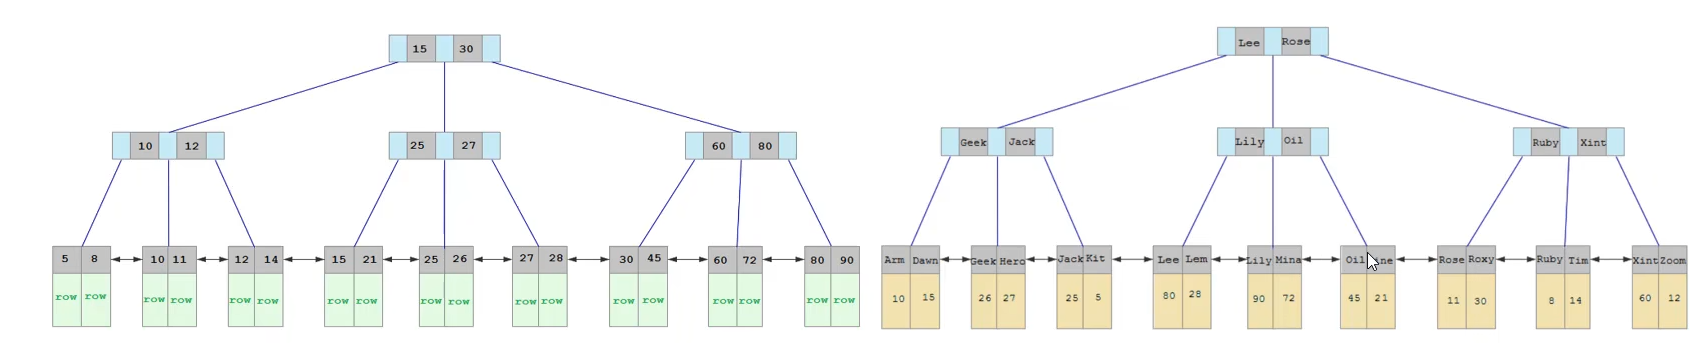 15 30
Lee Rose
10 12
25 27
60 80
Geek Jack
Lily Oil
Ruby Xint
5 8
10 11
12 14
15 21
25 26
27 28
30 45
60 72
80 90
Arm Dawn
Geek Hero
Jack Kit
Lee Lem
Lily Mina
Oil
Rose Roxy
Ruby Tim
Xint Zoom
row row
row row
row row
row row
row row
row row
row row
row row
row row
10 15
26 27
25 5
80 28
90 72
45 21
11 30
8 14
60 12